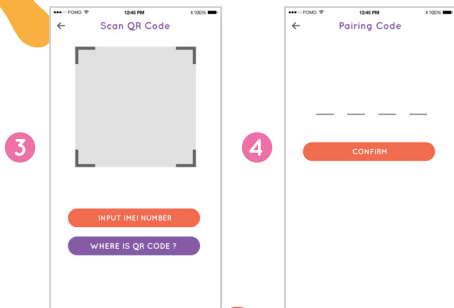 POMO 12:45 PM 100%
Scan QR Code
3
INPUT IMEI NUMBER
WHERE IS QR CODE ?
POMO 12:45 PM 100%
Pairing Code
4
CONFIRM